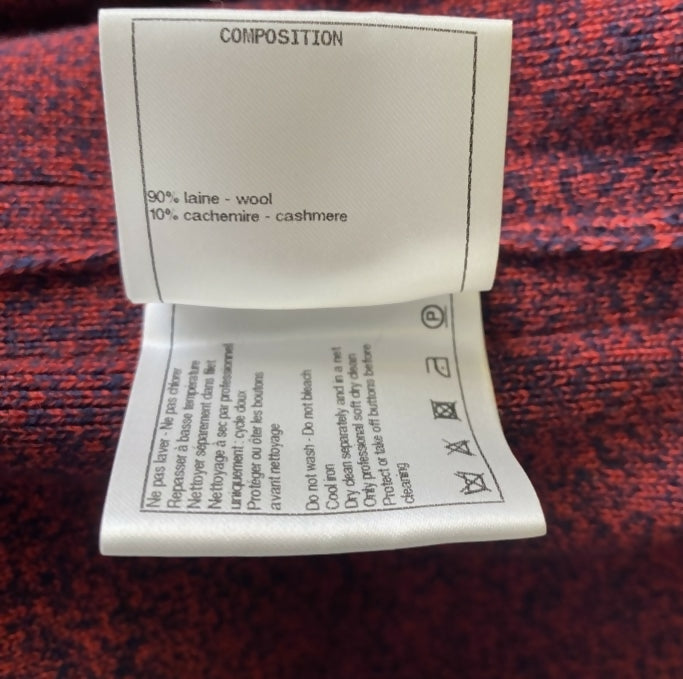 COMPOSITION
90% laine - wool
10% cachemire - cashmere
Ne pas laver - Ne pas chlorer
Repasser à basse température
Nettoyer séparement dans filet
Nettoyage à sec par professionnel
uniquement : cycle doux
Protéger ou ôter les boutons
avant nettoyage
Do not wash - Do not bleach
Cool iron
Dry clean separately and in a net
Only professional soft dry clean
Protect or take off buttons before
cleaning
P